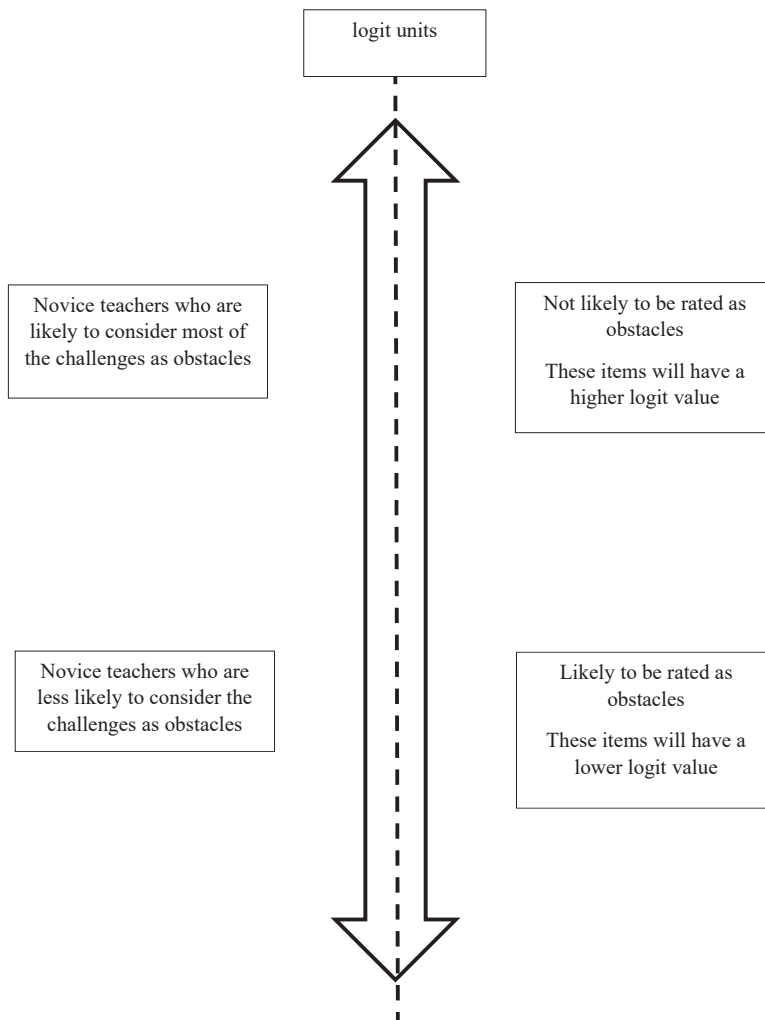 logit units
Novice teachers who are
likely to consider most of
the challenges as obstacles
Not likely to be rated as
obstacles
These items will have a
higher logit value
Novice teachers who are
less likely to consider the
challenges as obstacles
Likely to be rated as
obstacles
These items will have a
lower logit value